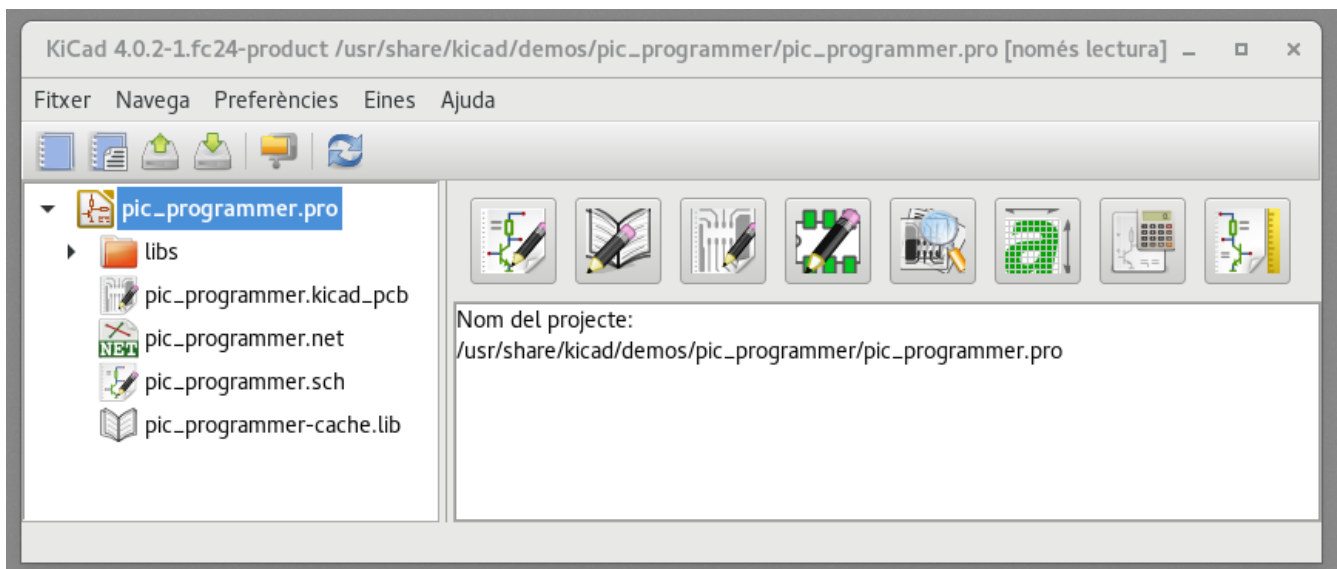 KiCad 4.0.2-1.fc24-product /usr/share/kicad/demos/pic_programmer/pic_programmer.pro [només lectura]
Fitxer Navega Preferències Eines Ajuda
pic_programmer.pro
libs
pic_programmer.kicad_pcb
NET pic_programmer.net
pic_programmer.sch
pic_programmer-cache.lib
a
Nom del projecte:
/usr/share/kicad/demos/pic_programmer/pic_programmer.pro